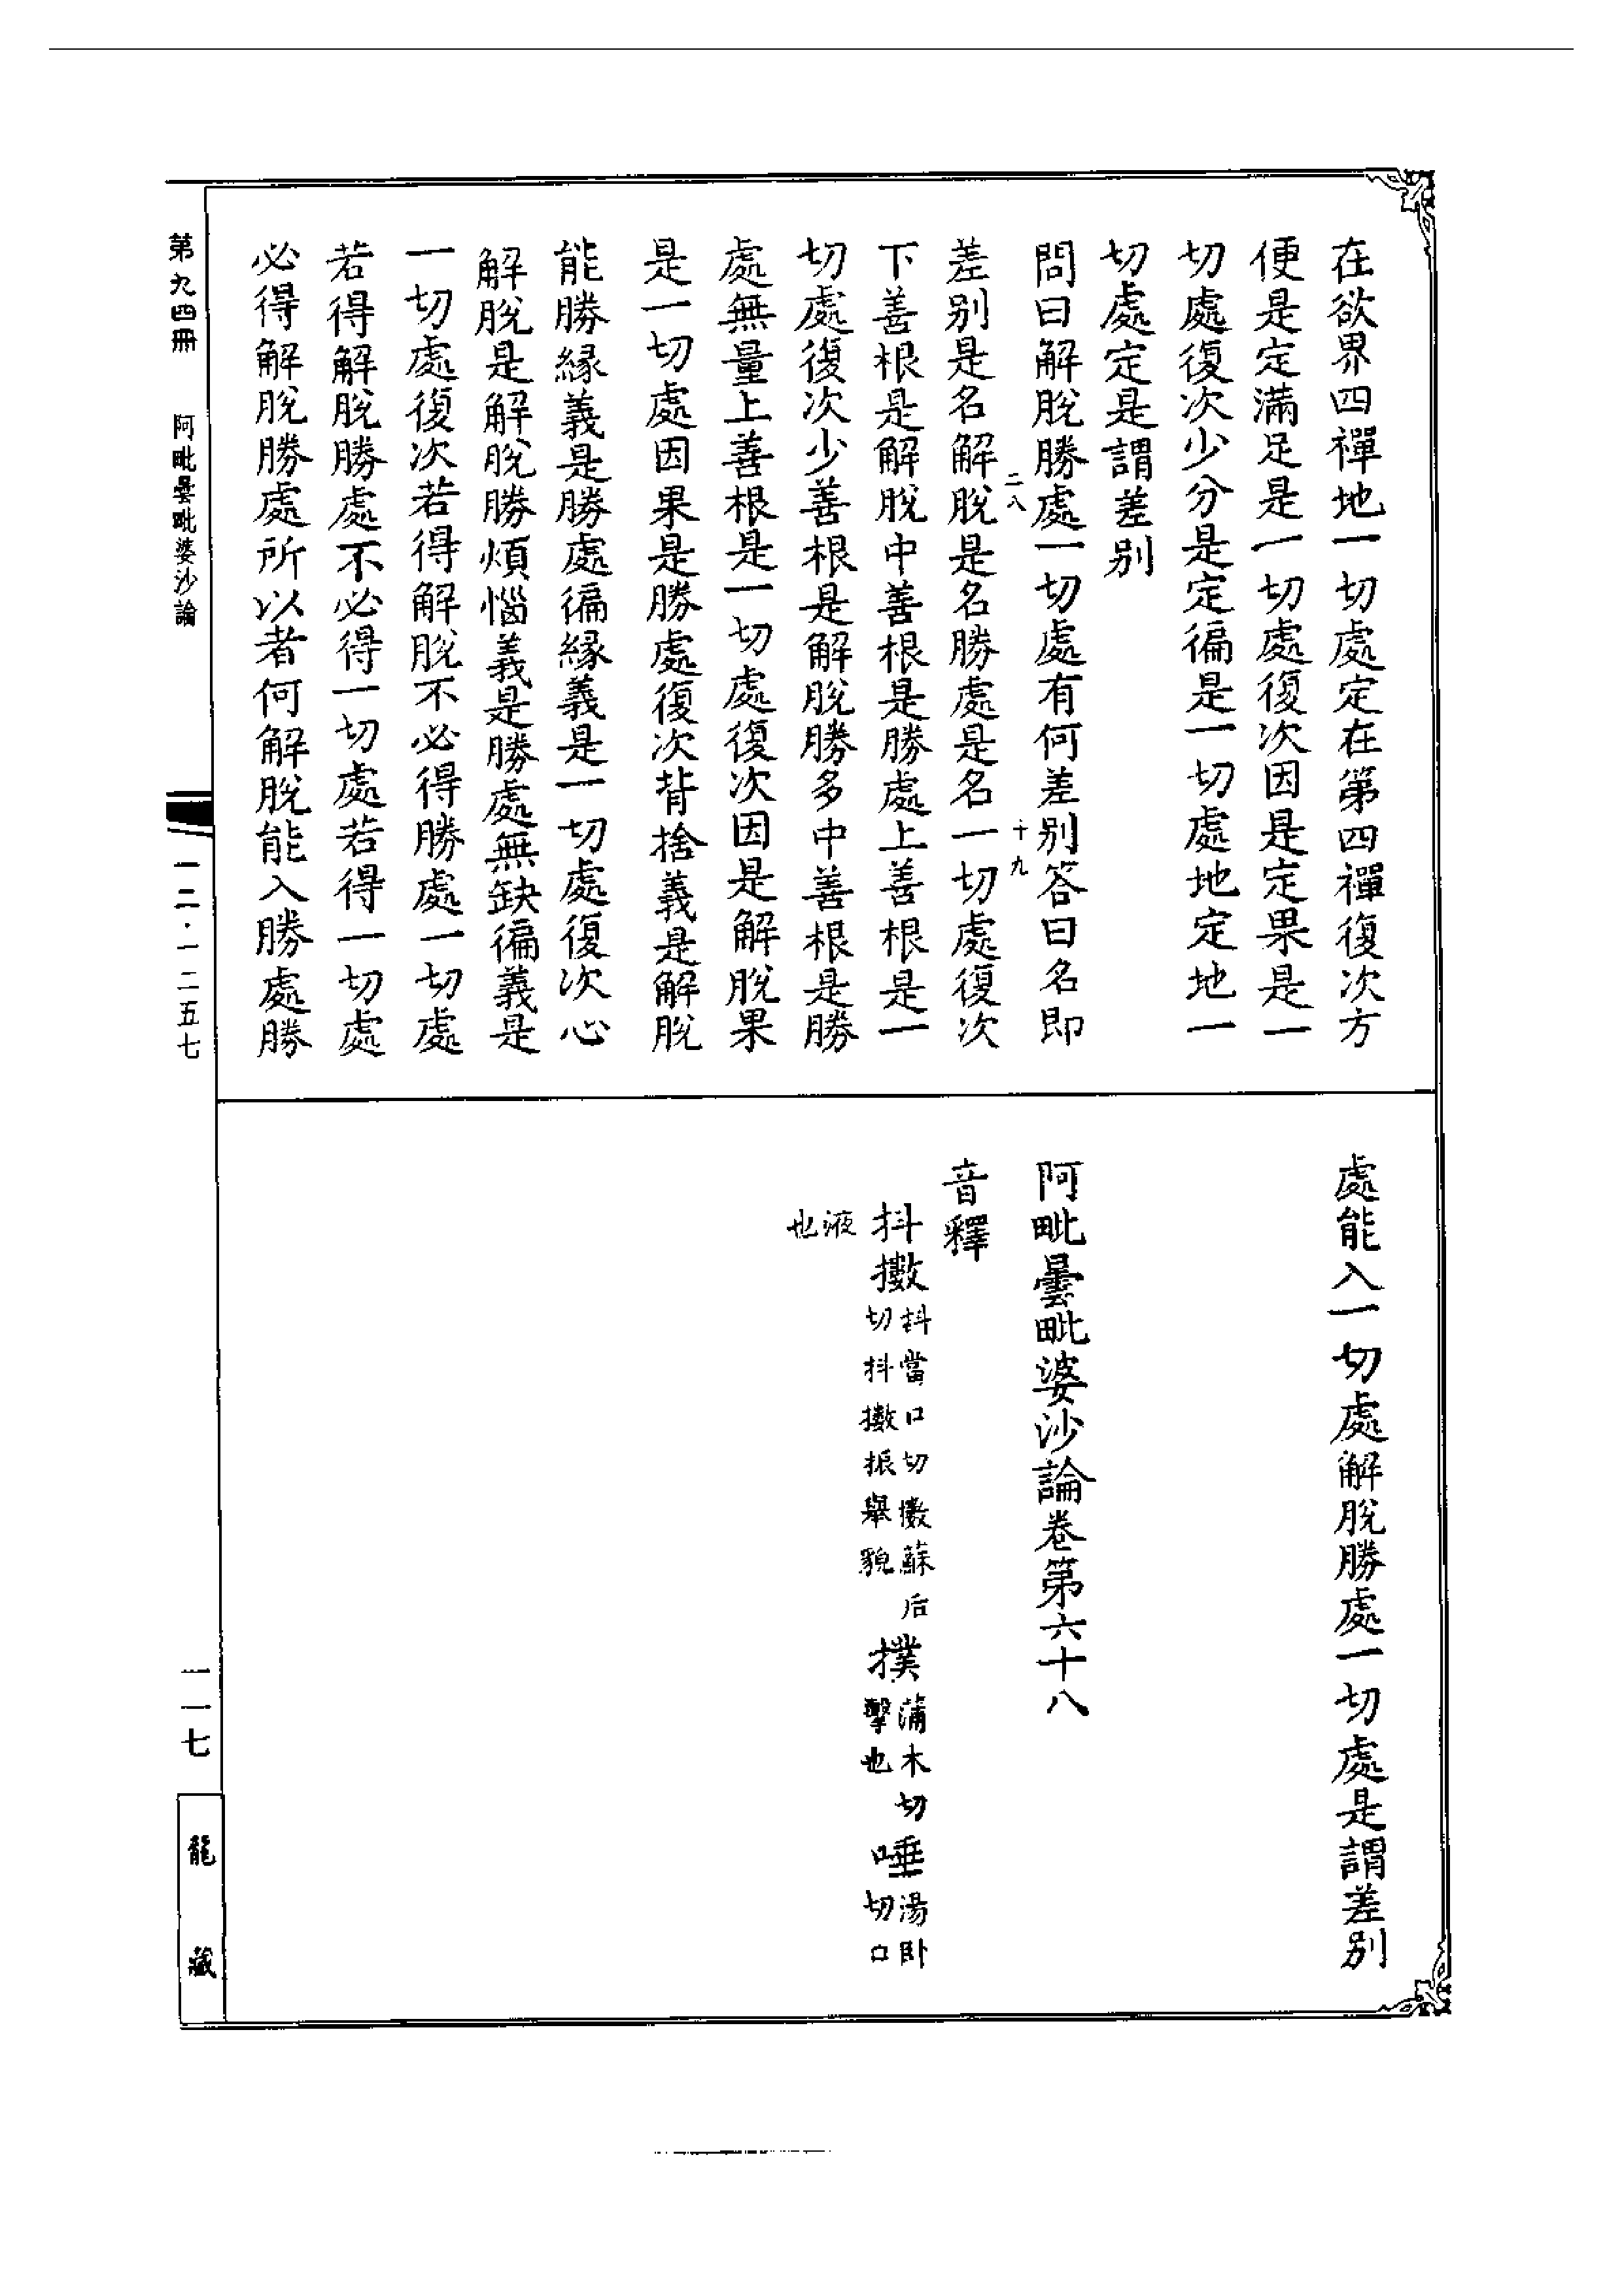 在欲界四禪地一切處定在第四禪復次方
便是定滿足是一切處復次因是定果是一
切處復次少分是定徧是一切處地定地一
切處定是謂差別
問曰解脫勝處一切處有何差別答曰名即
二八
十九
差別是名解脫是名勝處是名一切處復次
下善根是解脫中善根是勝處上善根是一
切處復次少善根是解脫勝多中善根是勝
處無量上善根是一切處復次因是解脫果
是一切處因果是勝處復次背捨義是解脫
能勝緣義是勝處徧緣義是一切處復次心
解脫是解脫勝煩惱義是勝處無缺徧義是
一切處復次若得解脫不必得勝處一切處
若得解脫勝處不必得一切處若得一切處
必得解脫勝處所以者何解脫能入勝處勝
處能入一切處解脫勝處一切處是謂差別
阿毗曇毗婆沙論卷第六十八
音釋
抖擻抖當口切擻蘇后切抖擻振舉貌撲蒲木切擊也唾湯臥切口
液也
第九四冊
阿毗曇毗婆沙論
一二·一二五七
一一七
龍藏